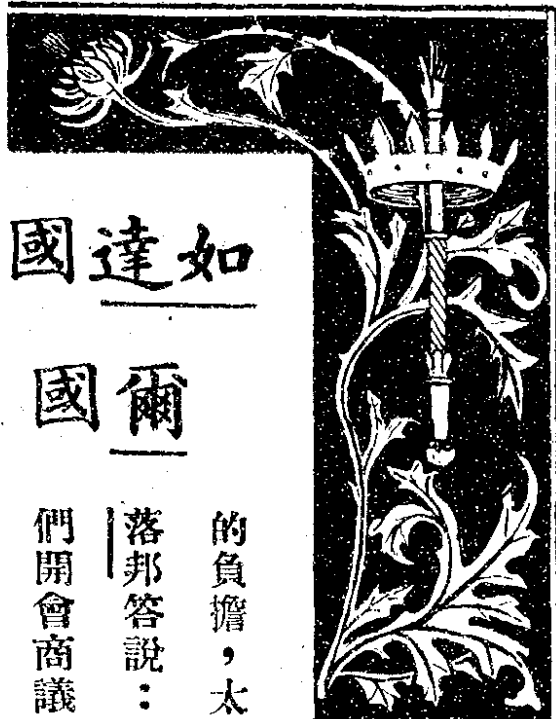 如達國
爾國
的負擔，太
落邦答說：
們開會商議